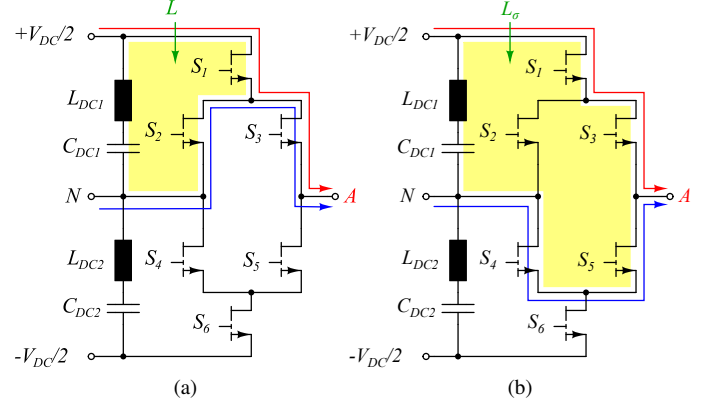 L
+V_DC/2
S_1
L_DC1
S_2
S_3
C_DC1
N
A
L_DC2
S_4
S_5
C_DC2
S_6
-V_DC/2
(a)
L_σ
+V_DC/2
S_1
L_DC1
S_2
S_3
C_DC1
N
A
L_DC2
S_4
S_5
C_DC2
S_6
-V_DC/2
(b)